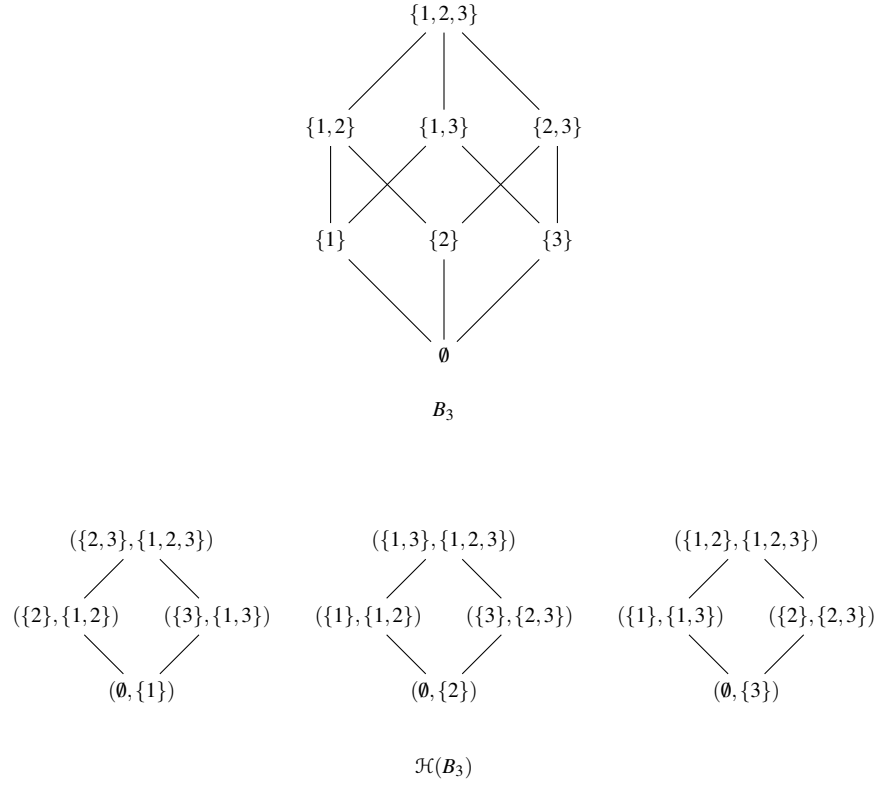 {1,2,3}
{1,2} {1,3} {2,3}
{1} {2} {3}
∅
B₃
({2,3},{1,2,3}) ({1,3},{1,2,3}) ({1,2},{1,2,3})
({2},{1,2}) ({3},{1,3}) ({1},{1,2}) ({3},{2,3}) ({1},{1,3}) ({2},{2,3})
(∅,{1}) (∅,{2}) (∅,{3})
ℋ(B₃)